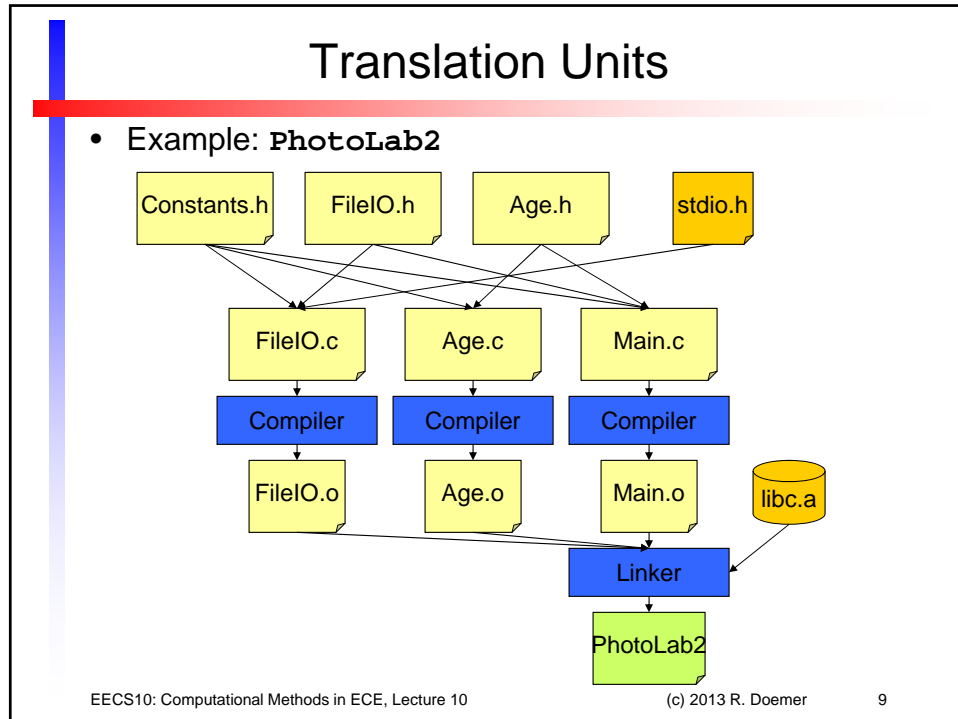 Translation Units
• Example: PhotoLab2
Constants.h FileIO.h Age.h stdio.h
FileIO.c Age.c Main.c
Compiler Compiler Compiler
FileIO.o Age.o Main.o libc.a
Linker
PhotoLab2
EECS10: Computational Methods in ECE, Lecture 10 (c) 2013 R. Doemer 9